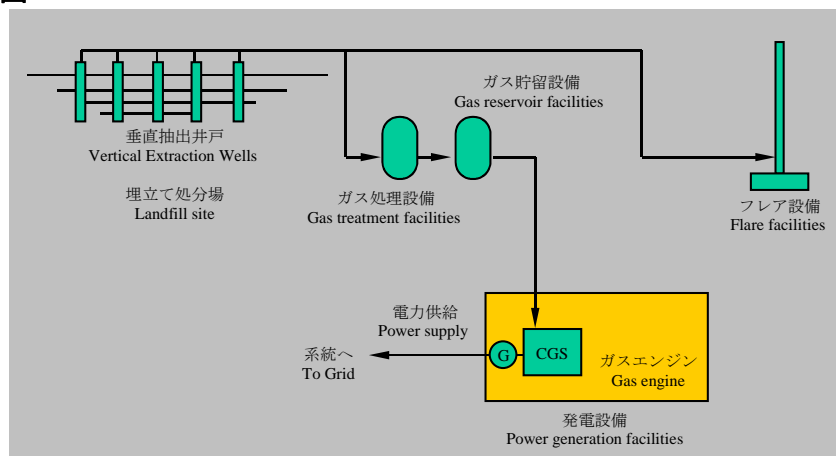 ガス貯留設備
Gas reservoir facilities
垂直抽出井戸
Vertical Extraction Wells
埋立て処分場
Landfill site
ガス処理設備
Gas treatment facilities
フレア設備
Flare facilities
電力供給
Power supply
系統へ
To Grid
G
CGS
ガスエンジン
Gas engine
発電設備
Power generation facilities